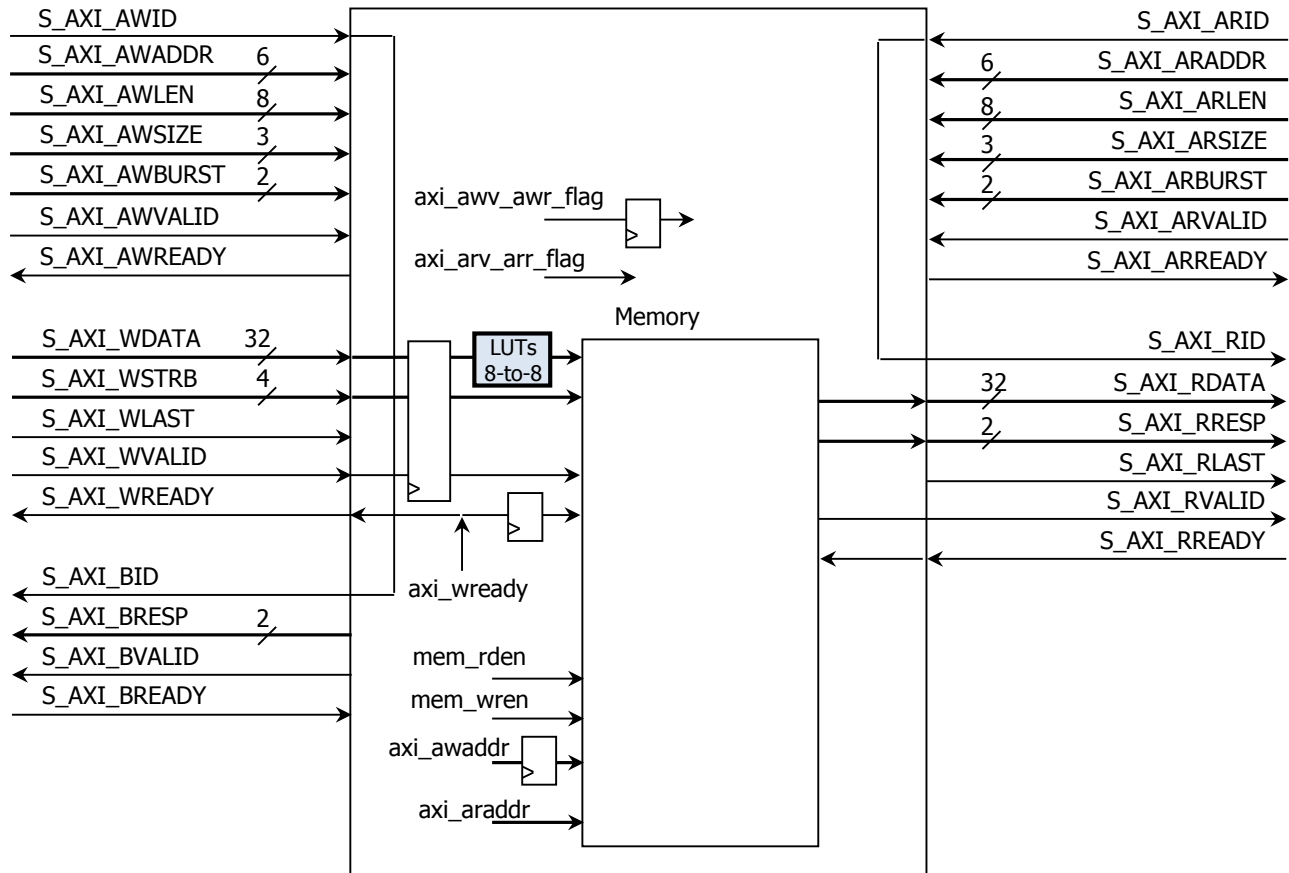 S_AXI_AWID
S_AXI_AWADDR 6
S_AXI_AWLEN 8
S_AXI_AWSIZE 3
S_AXI_AWBURST 2
S_AXI_AWVALID
S_AXI_AWREADY
S_AXI_WDATA 32
S_AXI_WSTRB 4
S_AXI_WLAST
S_AXI_WVALID
S_AXI_WREADY
S_AXI_BID
S_AXI_BRESP 2
S_AXI_BVALID
S_AXI_BREADY
axi_awv_awr_flag
axi_arv_arr_flag
Memory
LUTs
8-to-8
axi_wready
mem_rden
mem_wren
axi_awaddr
axi_araddr
S_AXI_ARID
6 S_AXI_ARADDR
8 S_AXI_ARLEN
3 S_AXI_ARSIZE
2 S_AXI_ARBURST
S_AXI_ARVALID
S_AXI_ARREADY
S_AXI_RID
32 S_AXI_RDATA
2 S_AXI_RRESP
S_AXI_RLAST
S_AXI_RVALID
S_AXI_RREADY